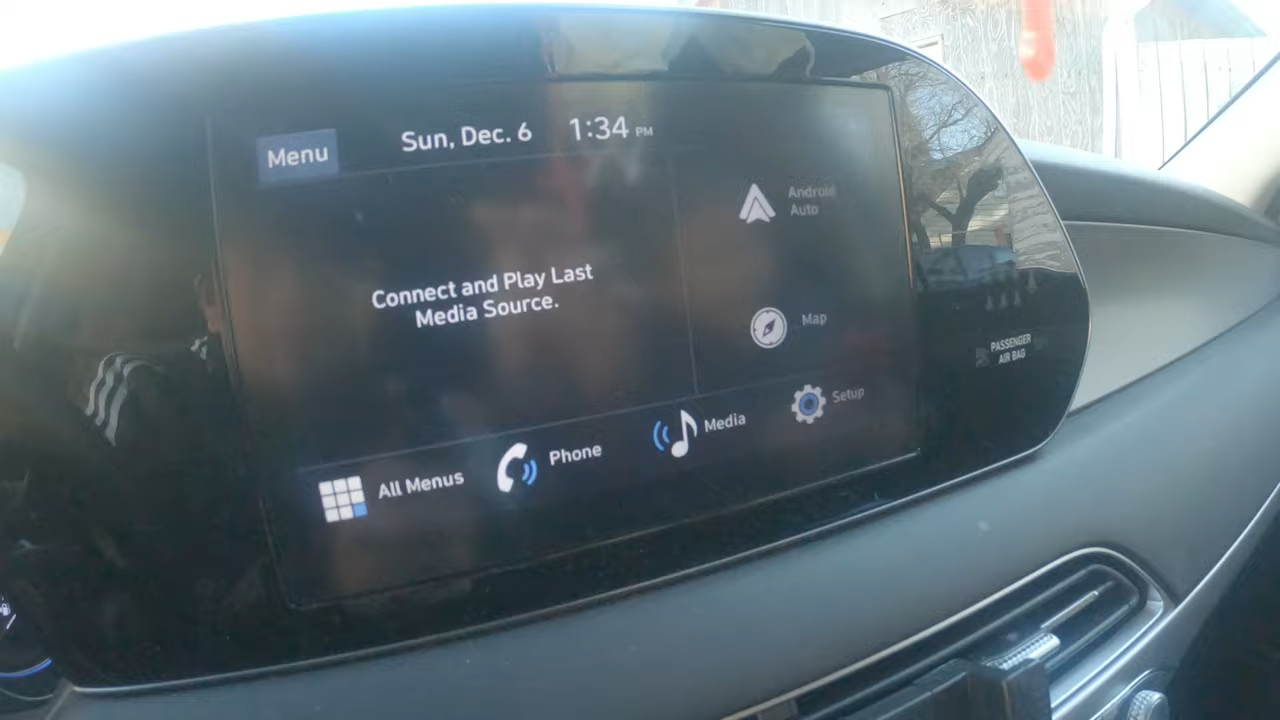 Menu
Sun, Dec. 6
1:34 PM
Android
Auto
Connect and Play Last
Media Source.
Map
PASSENGER
AIR BAG
Setup
Media
Phone
All Menus